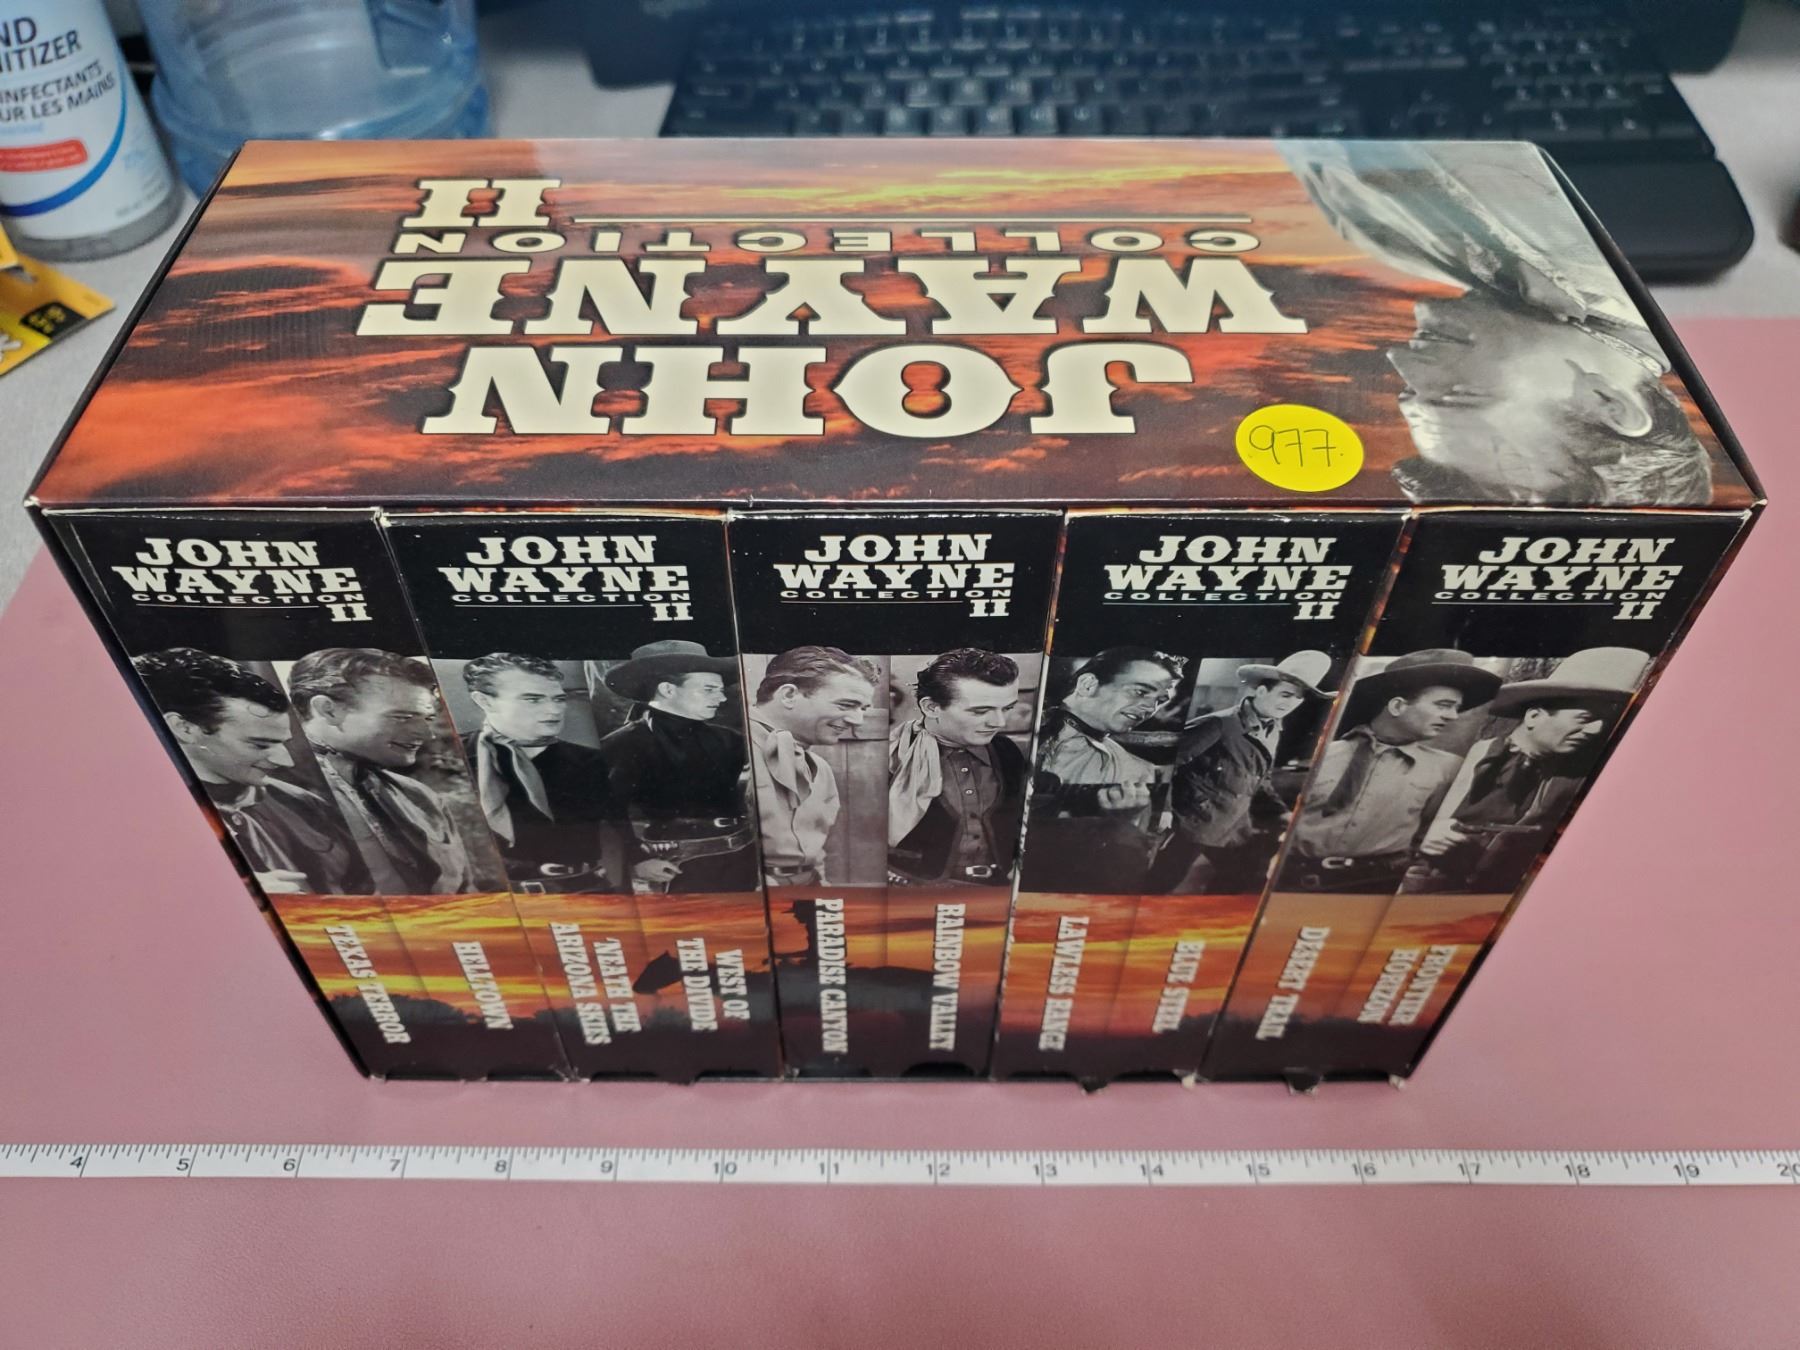 ND
ITIZER
INFECTANTS
UR LES MAINS
JOHN
WAYNE
COLLECTION
II
977
JOHN
WAYNE
COLLECTION
II
TEXAS TERROR
HELLTOWN
JOHN
WAYNE
COLLECTION
II
'NEATH THE
ARIZONA SKIES
WEST OF
THE DIVIDE
JOHN
WAYNE
COLLECTION
II
PARADISE CANYON
RAINBOW VALLEY
JOHN
WAYNE
COLLECTION
II
LAWLESS RANGE
BLUE STEEL
JOHN
WAYNE
COLLECTION
II
DESERT TRAIL
FRONTIER
HORIZON
4 5 6 7 8 9 10 11 12 13 14 15 16 17 18 19 20